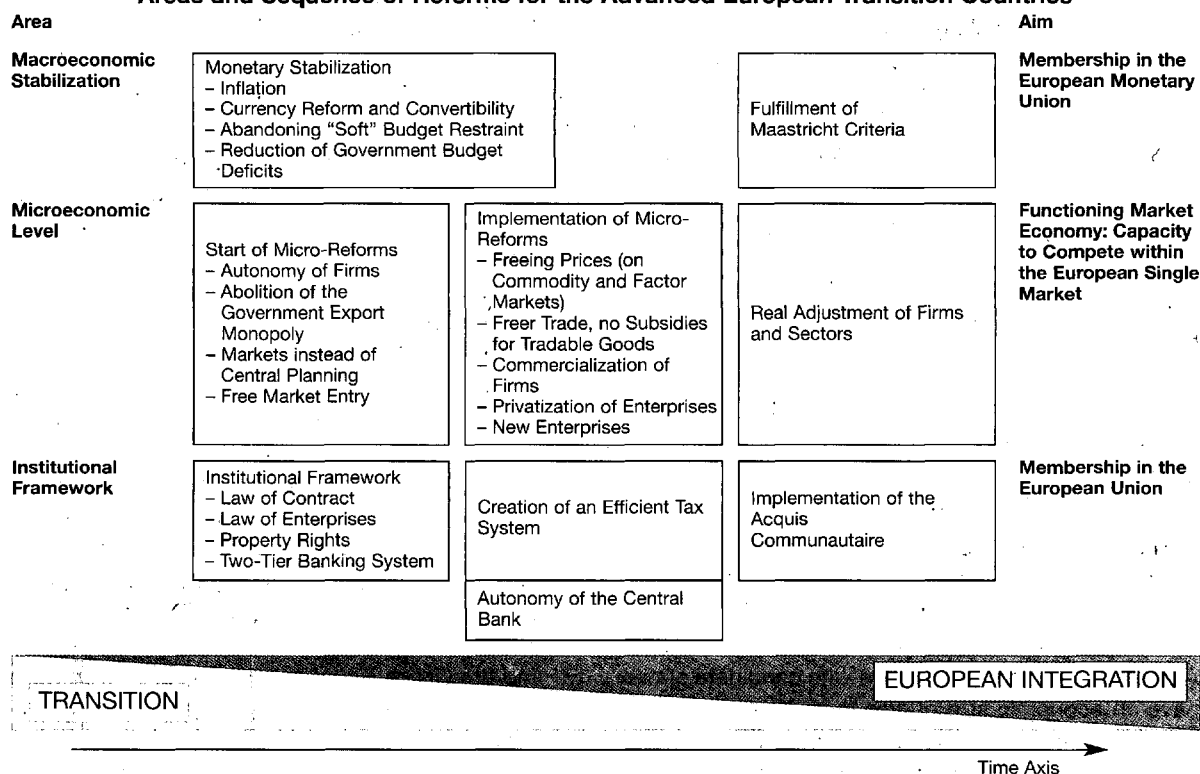 Areas and Sequence of Reforms for the Advanced European Transition Countries
Area
Aim
Macroeconomic
Stabilization
Monetary Stabilization
– Inflation
– Currency Reform and Convertibility
– Abandoning “Soft” Budget Restraint
– Reduction of Government Budget
Deficits
Fulfillment of
Maastricht Criteria
Membership in the
European Monetary
Union
Microeconomic
Level
Start of Micro-Reforms
– Autonomy of Firms
– Abolition of the
Government Export
Monopoly
– Markets instead of
Central Planning
– Free Market Entry
Implementation of Micro-
Reforms
– Freeing Prices (on
Commodity and Factor
Markets)
– Freer Trade, no Subsidies
for Tradable Goods
– Commercialization of
Firms
– Privatization of Enterprises
– New Enterprises
Real Adjustment of Firms
and Sectors
Functioning Market
Economy: Capacity
to Compete within
the European Single
Market
Institutional
Framework
Institutional Framework
– Law of Contract
– Law of Enterprises
– Property Rights
– Two-Tier Banking System
Creation of an Efficient Tax
System
Autonomy of the Central
Bank
Implementation of the
Acquis
Communautaire
Membership in the
European Union
TRANSITION
EUROPEAN INTEGRATION
Time Axis